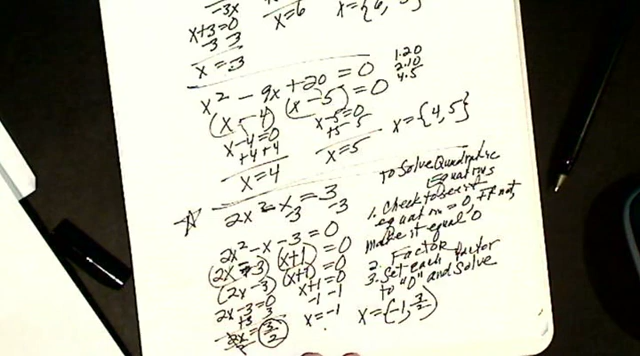 -3x
x+3=0
-3 3
x=-3
x=6
x²-9x+20=0
1·20
2·10
4·5
(x-4) (x-5)=0
x-4=0 x-5=0
+4 +4 +5 5
x=4 x=5
x={4,5}
2x²-x=3
-3 -3
2x²-x-3=0
(2x-3) (x+1)=0
(2x-3) (x+1)=0
2x-3=0 x+1=0
+3 3 -1 -1
2x 3/2 x=-1
x={-1, 3/2}
to Solve Quadratic
Equations
1. Check to see if
equation = 0, if not,
make it equal 0
2. Factor
3. Set each factor
to "0" and Solve